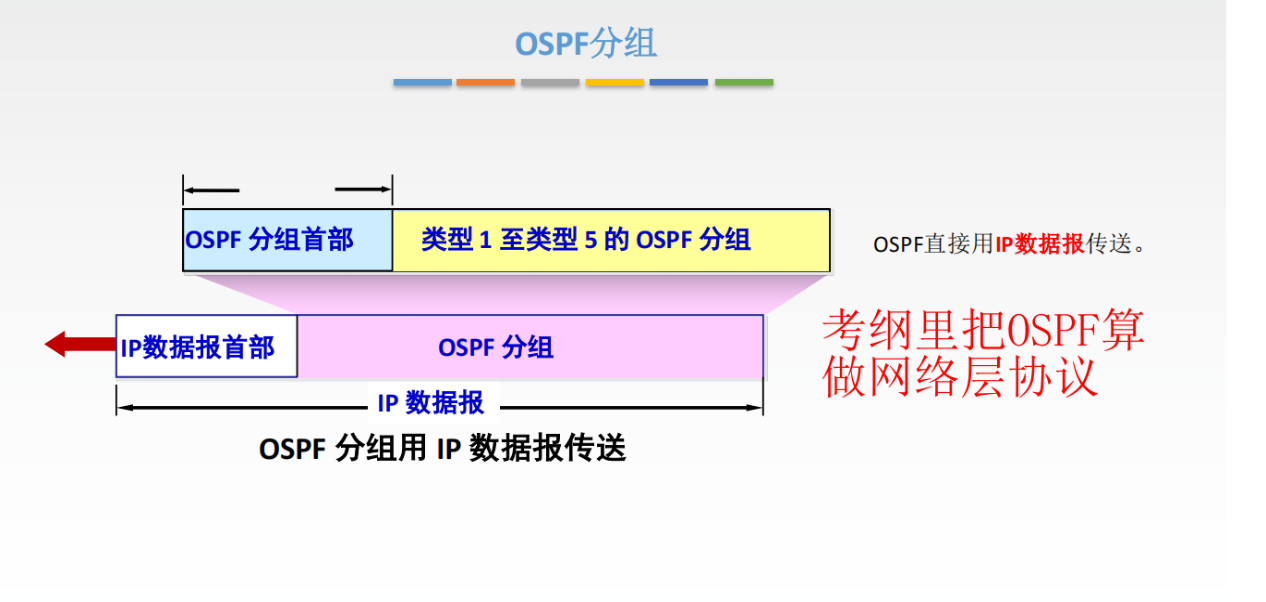 OSPF分组
OSPF 分组首部
类型 1 至类型 5 的 OSPF 分组
OSPF直接用IP数据报传送。
IP数据报首部
OSPF 分组
考纲里把OSPF算
做网络层协议
IP 数据报
OSPF 分组用 IP 数据报传送